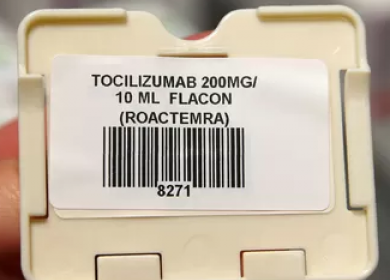 TOCILIZUMAB 200MG/
10 ML FLACON
(ROACTEMRA)
8271